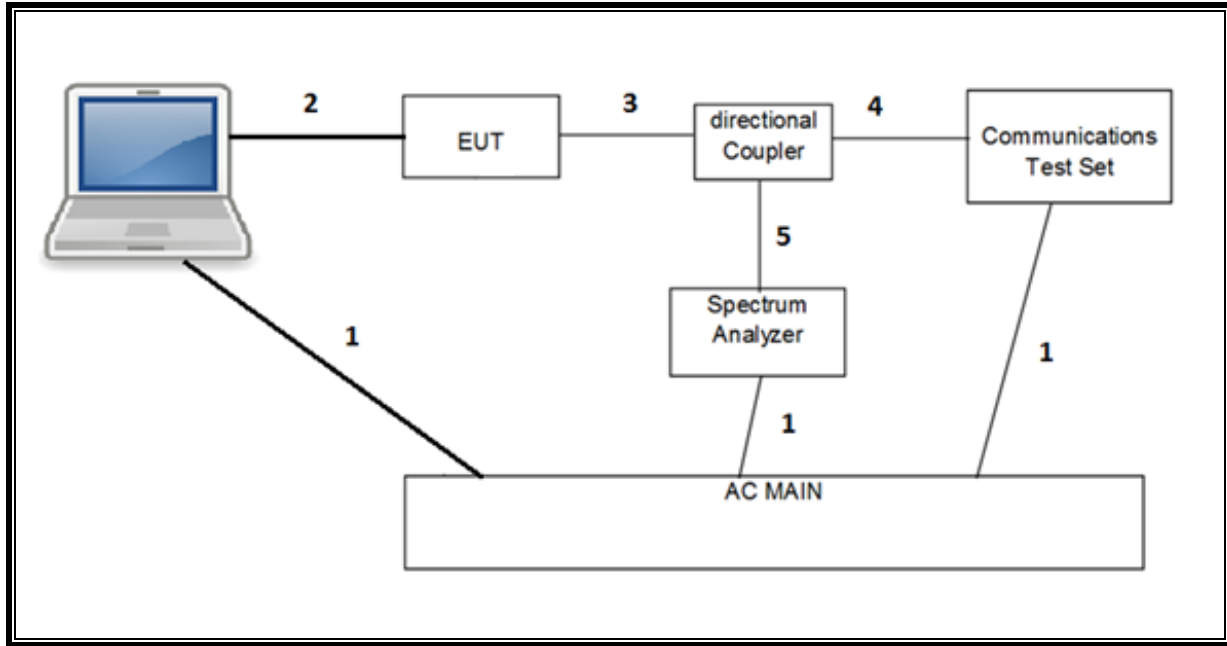 2
EUT
3
directional
Coupler
4
Communications
Test Set
5
Spectrum
Analyzer
1
1
1
AC MAIN